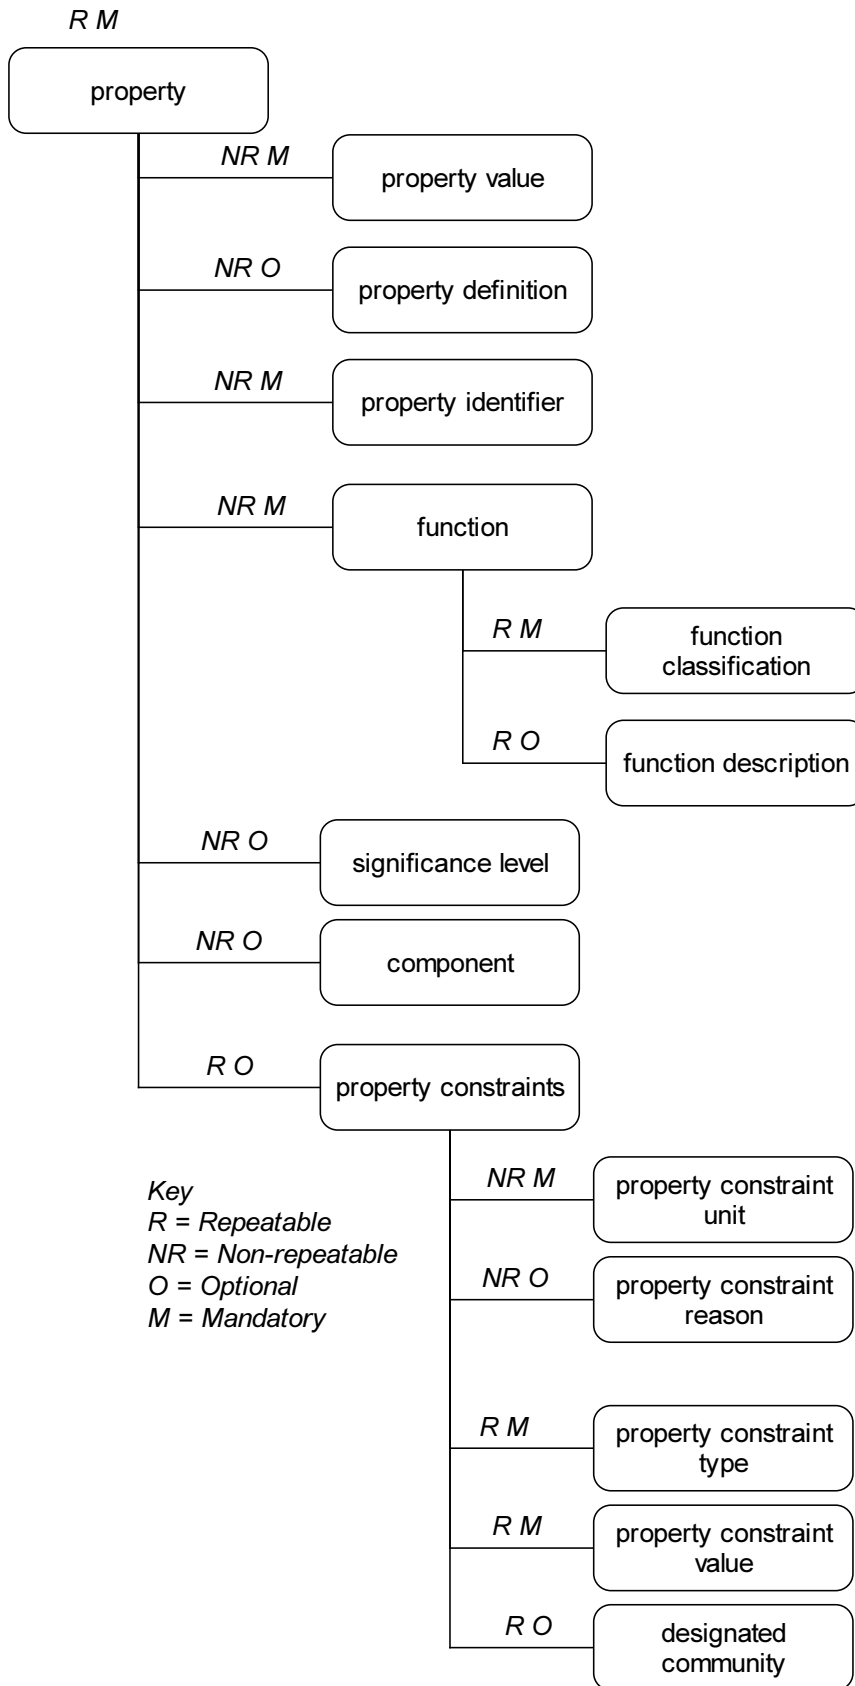 R M
property
NR M
property value
NR O
property definition
NR M
property identifier
NR M
function
R M
function
classification
R O
function description
NR O
significance level
NR O
component
R O
property constraints
Key
R = Repeatable
NR = Non-repeatable
O = Optional
M = Mandatory
NR M
property constraint
unit
NR O
property constraint
reason
R M
property constraint
type
R M
property constraint
value
R O
designated
community